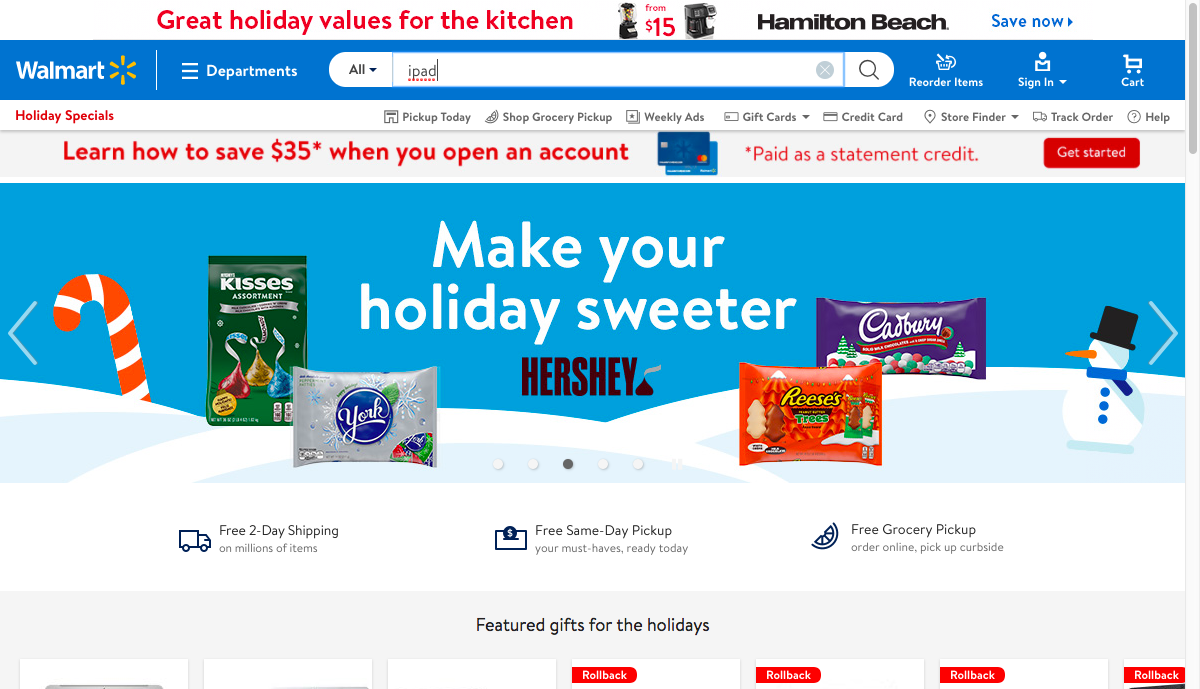 Great holiday values for the kitchen
from
$15
Hamilton Beach.
Save now
Walmart
Departments
All
ipad
Reorder Items
Sign In
Cart
Holiday Specials
Pickup Today
Shop Grocery Pickup
Weekly Ads
Gift Cards
Credit Card
Store Finder
Track Order
Help
Learn how to save $35* when you open an account
*Paid as a statement credit.
Get started
Make your
holiday sweeter
HERSHEY
HERSHEY'S
KISSES
ASSORTMENT
York
Cadbury
Reese's
PEANUT BUTTER
Trees
Free 2-Day Shipping
on millions of items
Free Same-Day Pickup
your must-haves, ready today
Free Grocery Pickup
order online, pick up curbside
Featured gifts for the holidays
Rollback
Rollback
Rollback
Rollback